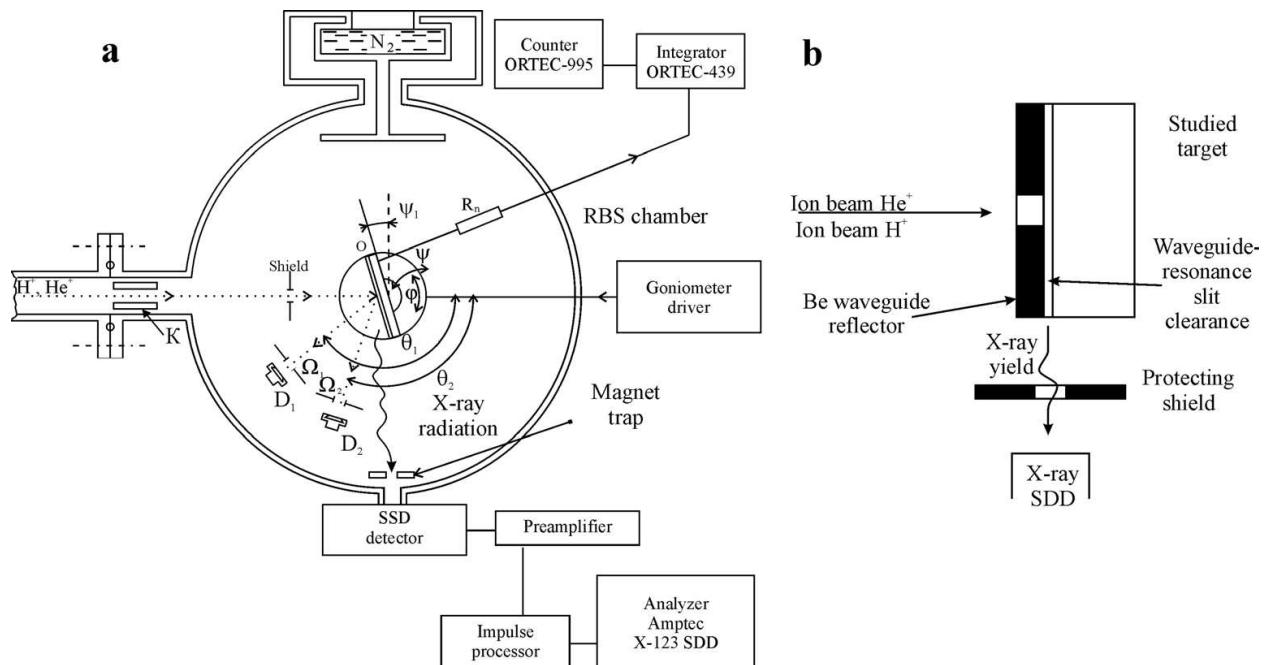 a
N₂
Counter
ORTEC-995
Integrator
ORTEC-439
ψ₁
Rₙ
RBS chamber
O
ψ
φ
Shield
H⁺, He⁺
K
Goniometer
driver
θ₁
Ω₁
Ω₂
θ₂
D₁
D₂
X-ray
radiation
Magnet
trap
SSD
detector
Preamplifier
Impulse
processor
Analyzer
Amptec
X-123 SDD
b
Studied
target
Ion beam He⁺
Ion beam H⁺
Waveguide-
resonance
slit
clearance
Be waveguide
reflector
X-ray
yield
Protecting
shield
X-ray
SDD